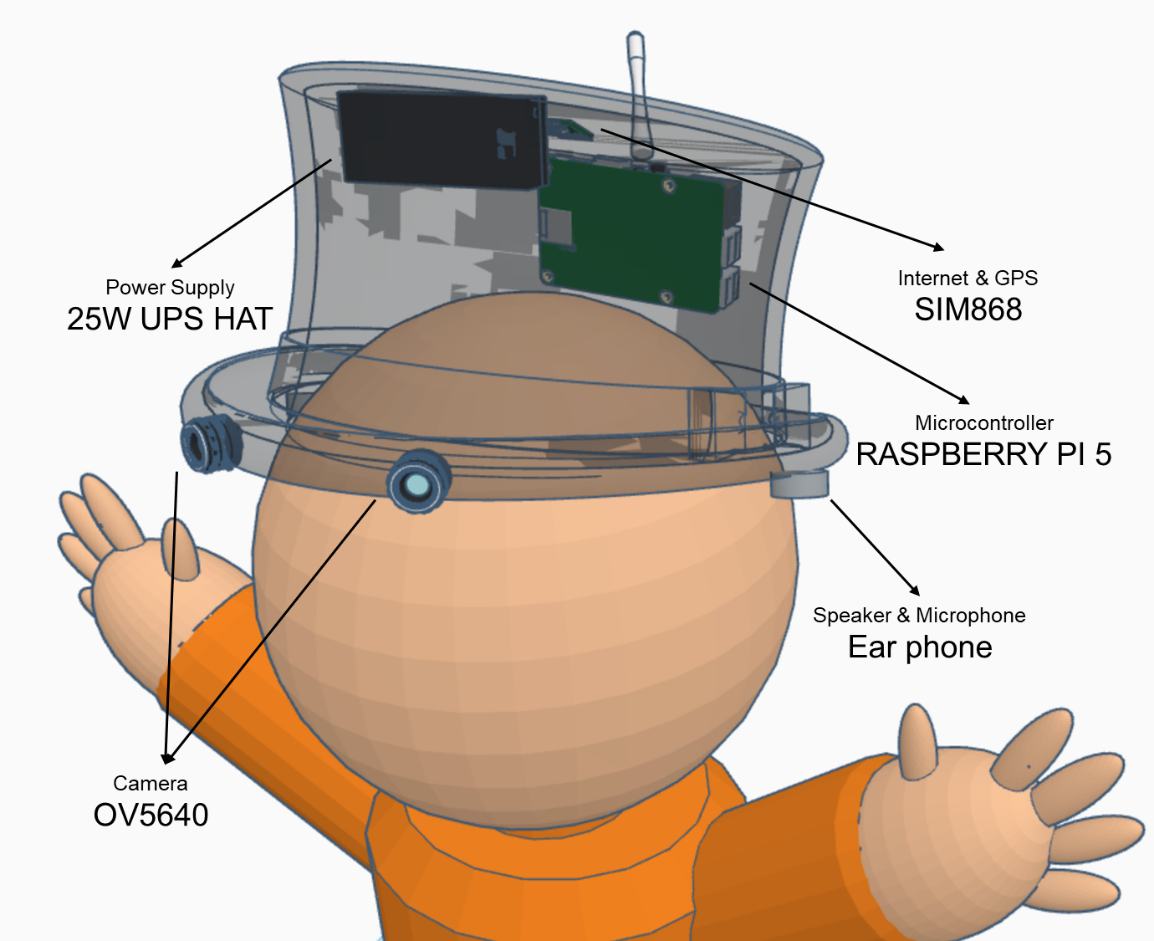 Power Supply
25W UPS HAT
Internet & GPS
SIM868
Microcontroller
RASPBERRY PI 5
Speaker & Microphone
Ear phone
Camera
OV5640